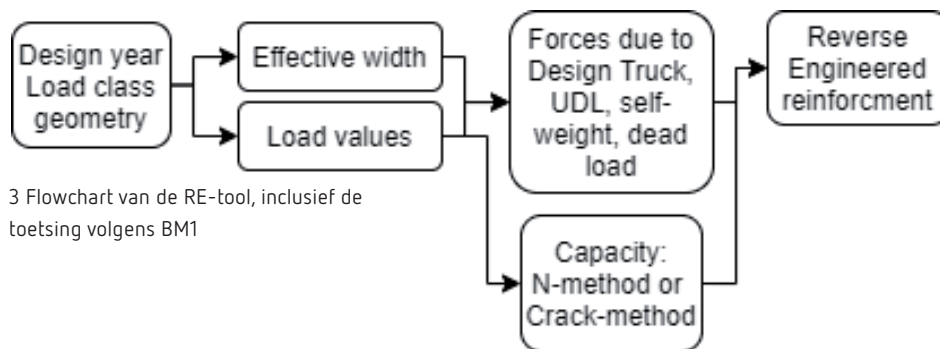 Design year
Load class
geometry
Effective width
Load values
Forces due to
Design Truck,
UDL, self-
weight, dead
load
Capacity:
N-method or
Crack-method
Reverse
Engineered
reinforcment
3 Flowchart van de RE-tool, inclusief de
toetsing volgens BM1